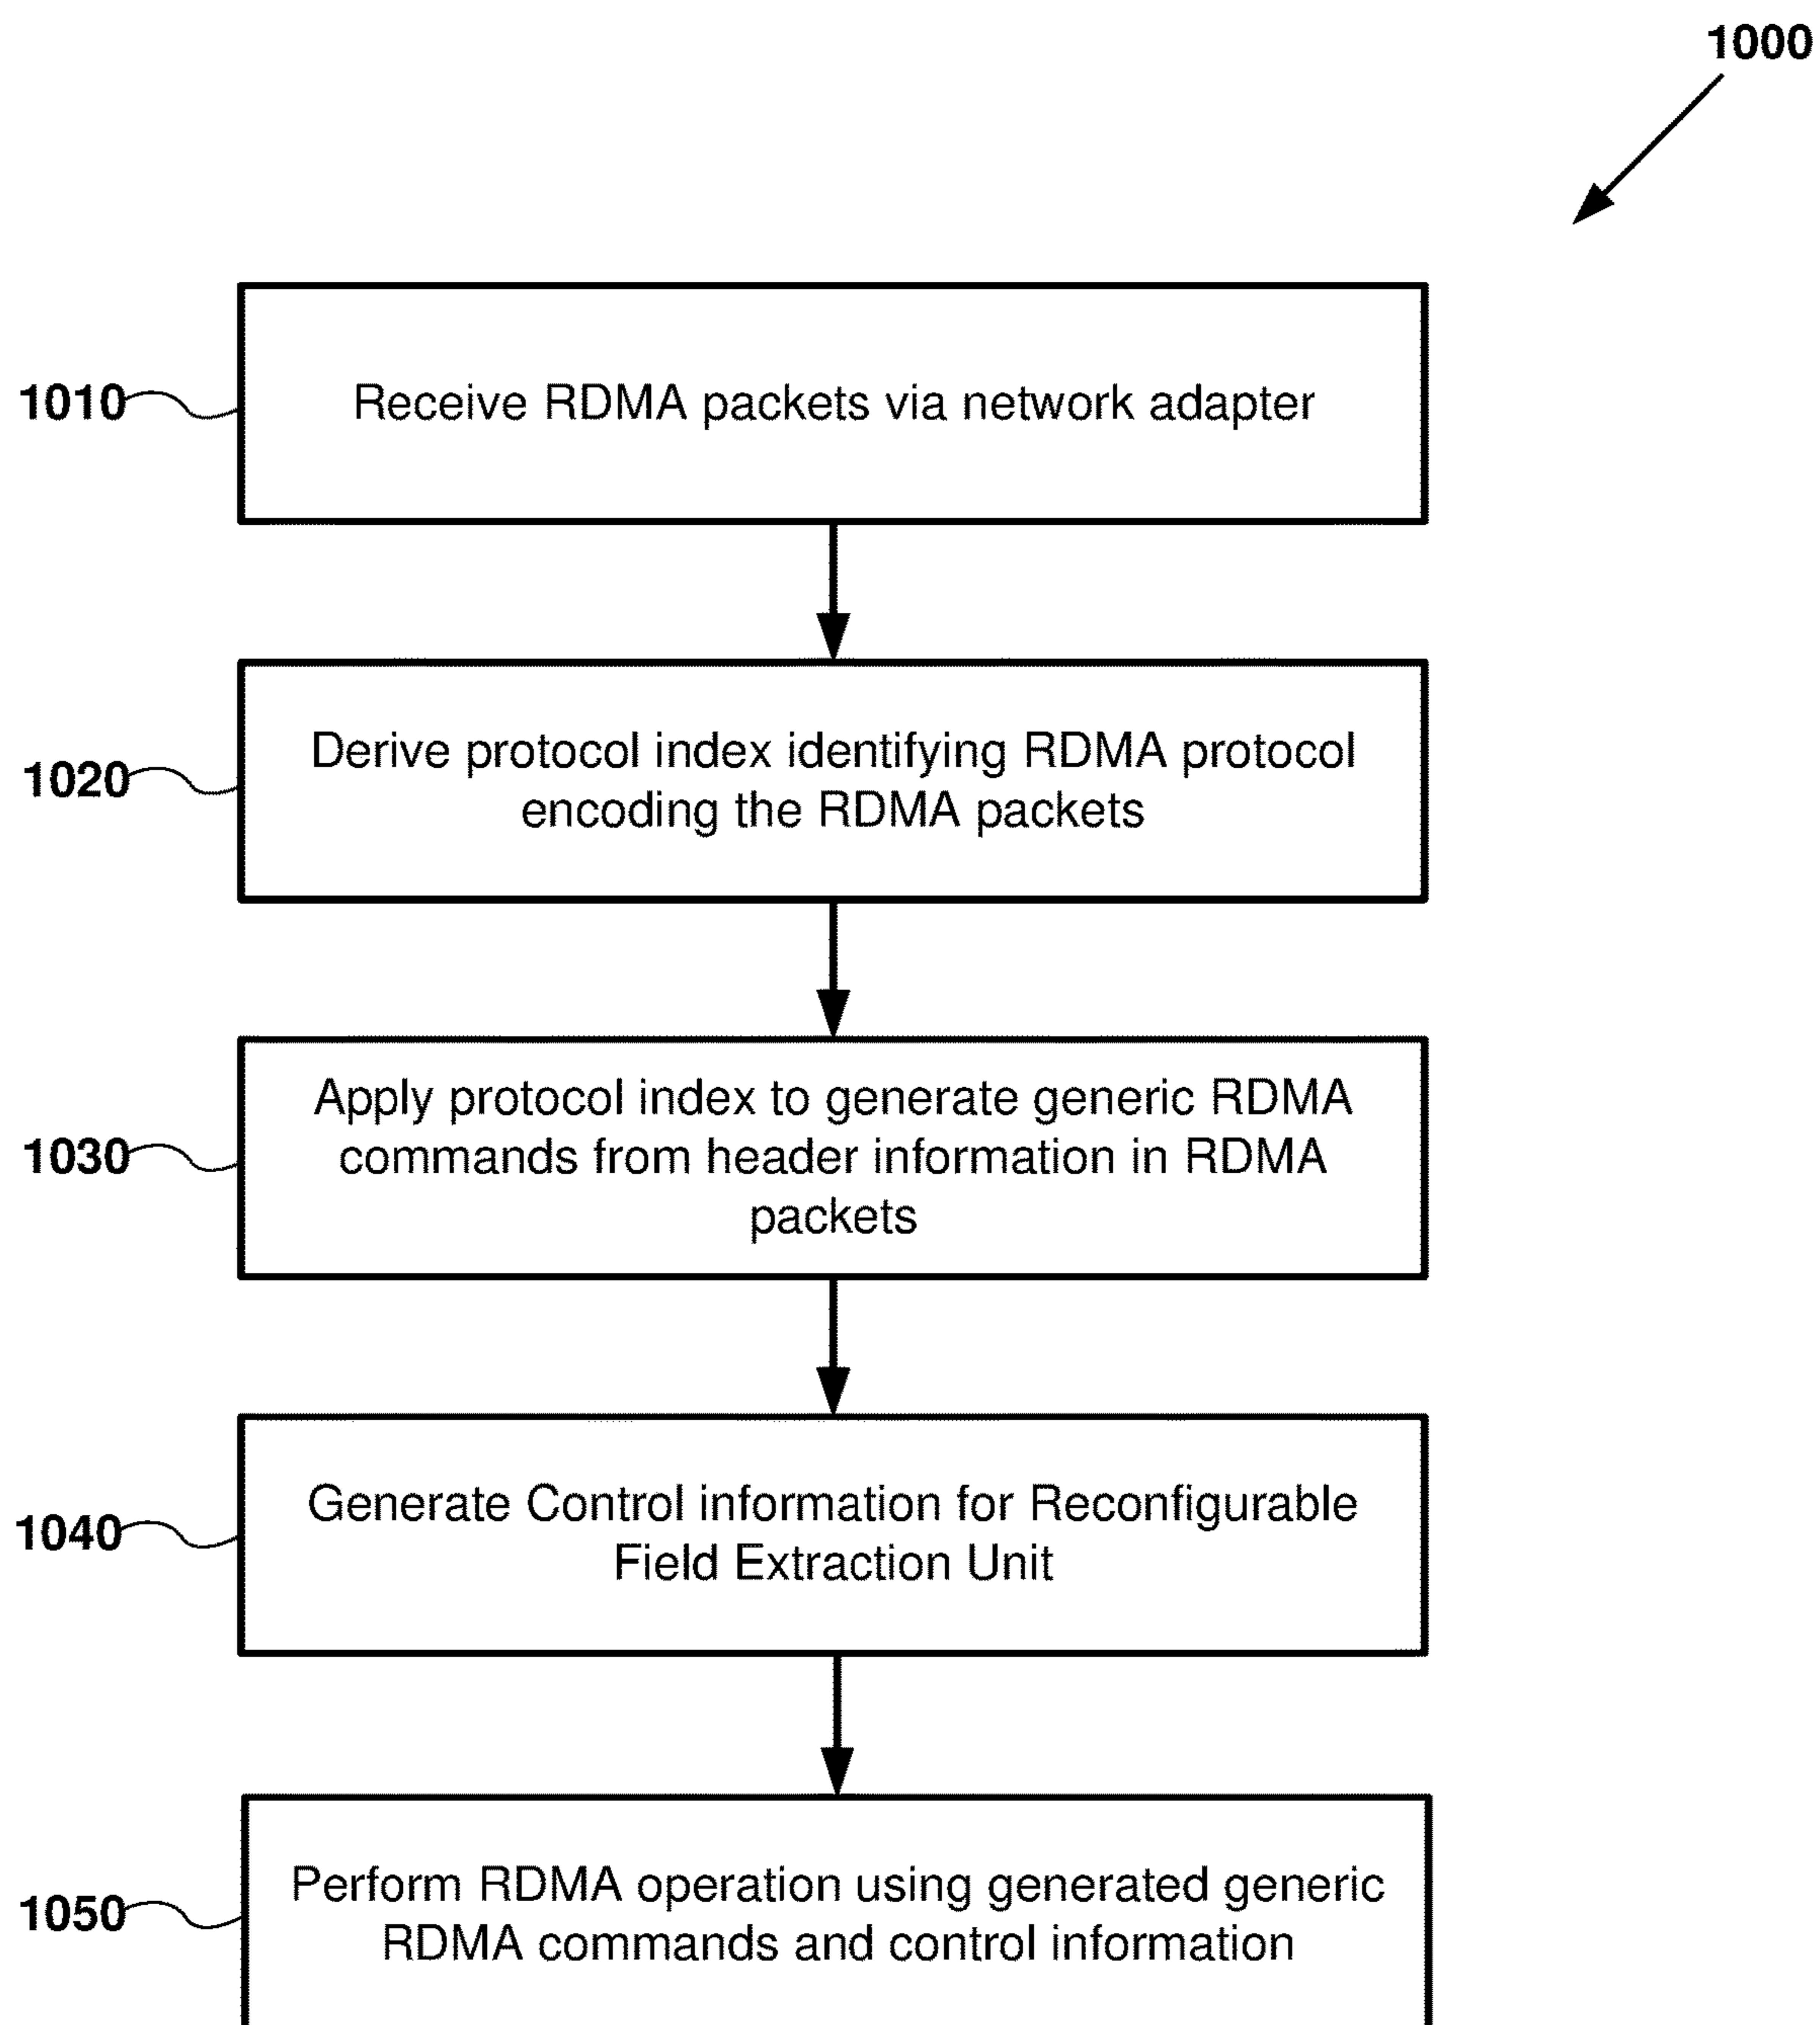 1000
1010
Receive RDMA packets via network adapter
1020
Derive protocol index identifying RDMA protocol
encoding the RDMA packets
1030
Apply protocol index to generate generic RDMA
commands from header information in RDMA
packets
1040
Generate Control information for Reconfigurable
Field Extraction Unit
1050
Perform RDMA operation using generated generic
RDMA commands and control information